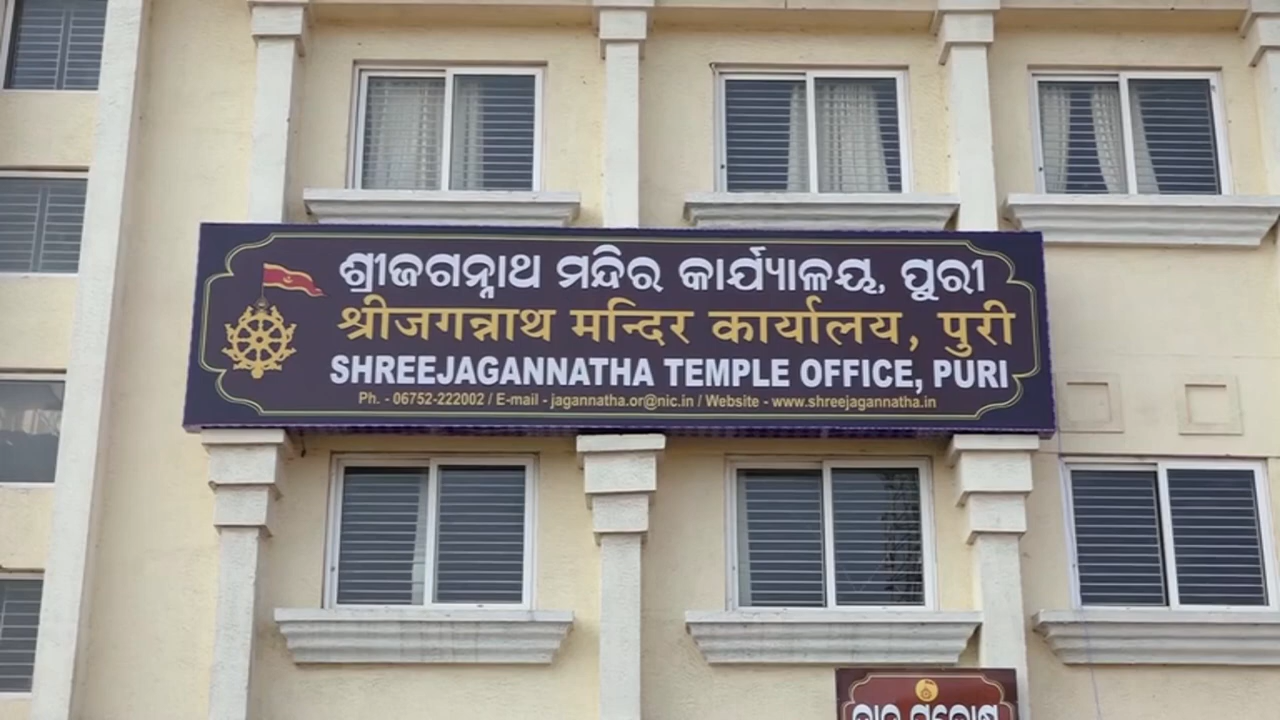 ଶ୍ରୀଜଗନ୍ନାଥ ମନ୍ଦିର କାର୍ଯ୍ୟାଳୟ, ପୁରୀ
श्रीजगन्नाथ मन्दिर कार्यालय, पुरी
SHREEJAGANNATHA TEMPLE OFFICE, PURI
Ph. - 06752-222002 / E-mail - jagannatha.or@nic.in / Website - www.shreejagannatha.in